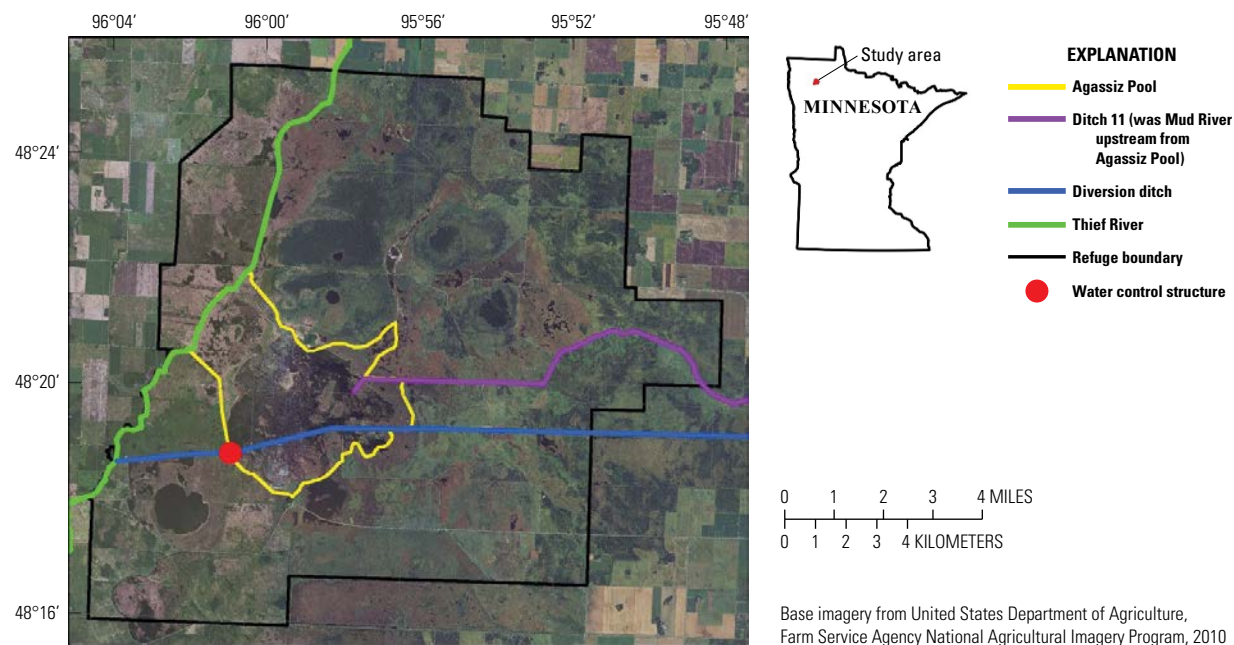 96°04′ 96°00′ 95°56′ 95°52′ 95°48′
48°24′
48°20′
48°16′
Study area
MINNESOTA
EXPLANATION
Agassiz Pool
Ditch 11 (was Mud River
upstream from
Agassiz Pool)
Diversion ditch
Thief River
Refuge boundary
Water control structure
0 1 2 3 4 MILES
0 1 2 3 4 KILOMETERS
Base imagery from United States Department of Agriculture,
Farm Service Agency National Agricultural Imagery Program, 2010